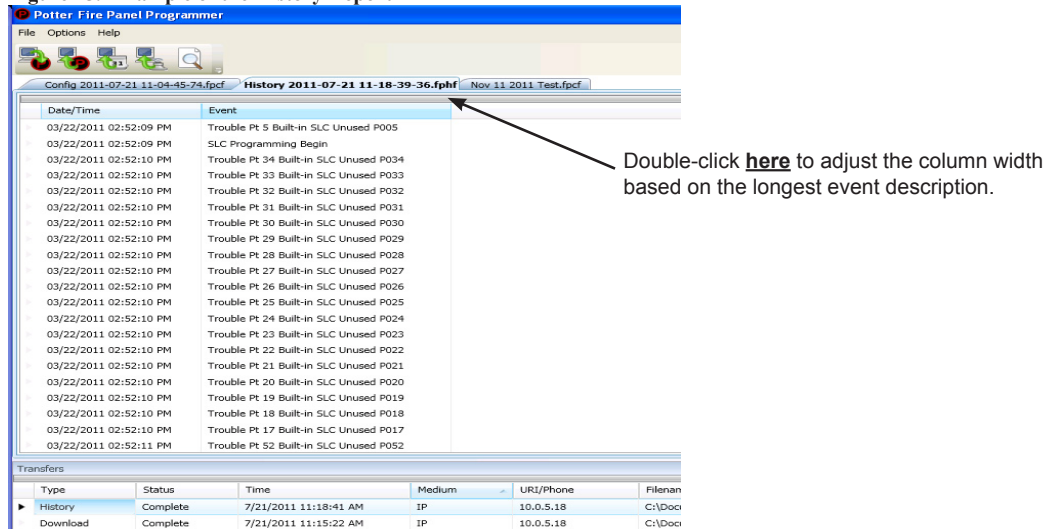 Potter Fire Panel Programmer
File Options Help
Config 2011-07-21 11-04-45-74.fpcf History 2011-07-21 11-18-39-36.fphf Nov 11 2011 Test.fpcf
Date/Time Event
03/22/2011 02:52:09 PM Trouble Pt 5 Built-in SLC Unused P005
03/22/2011 02:52:09 PM SLC Programming Begin
03/22/2011 02:52:10 PM Trouble Pt 34 Built-in SLC Unused P034
03/22/2011 02:52:10 PM Trouble Pt 33 Built-in SLC Unused P033
03/22/2011 02:52:10 PM Trouble Pt 32 Built-in SLC Unused P032
03/22/2011 02:52:10 PM Trouble Pt 31 Built-in SLC Unused P031
03/22/2011 02:52:10 PM Trouble Pt 30 Built-in SLC Unused P030
03/22/2011 02:52:10 PM Trouble Pt 29 Built-in SLC Unused P029
03/22/2011 02:52:10 PM Trouble Pt 28 Built-in SLC Unused P028
03/22/2011 02:52:10 PM Trouble Pt 27 Built-in SLC Unused P027
03/22/2011 02:52:10 PM Trouble Pt 26 Built-in SLC Unused P026
03/22/2011 02:52:10 PM Trouble Pt 25 Built-in SLC Unused P025
03/22/2011 02:52:10 PM Trouble Pt 24 Built-in SLC Unused P024
03/22/2011 02:52:10 PM Trouble Pt 23 Built-in SLC Unused P023
03/22/2011 02:52:10 PM Trouble Pt 22 Built-in SLC Unused P022
03/22/2011 02:52:10 PM Trouble Pt 21 Built-in SLC Unused P021
03/22/2011 02:52:10 PM Trouble Pt 20 Built-in SLC Unused P020
03/22/2011 02:52:10 PM Trouble Pt 19 Built-in SLC Unused P019
03/22/2011 02:52:10 PM Trouble Pt 18 Built-in SLC Unused P018
03/22/2011 02:52:10 PM Trouble Pt 17 Built-in SLC Unused P017
03/22/2011 02:52:11 PM Trouble Pt 52 Built-in SLC Unused P052
Double-click here to adjust the column width
based on the longest event description.
Transfers
Type Status Time Medium URI/Phone Filenam
History Complete 7/21/2011 11:18:41 AM IP 10.0.5.18 C:\Docu
Download Complete 7/21/2011 11:15:22 AM IP 10.0.5.18 C:\Docu